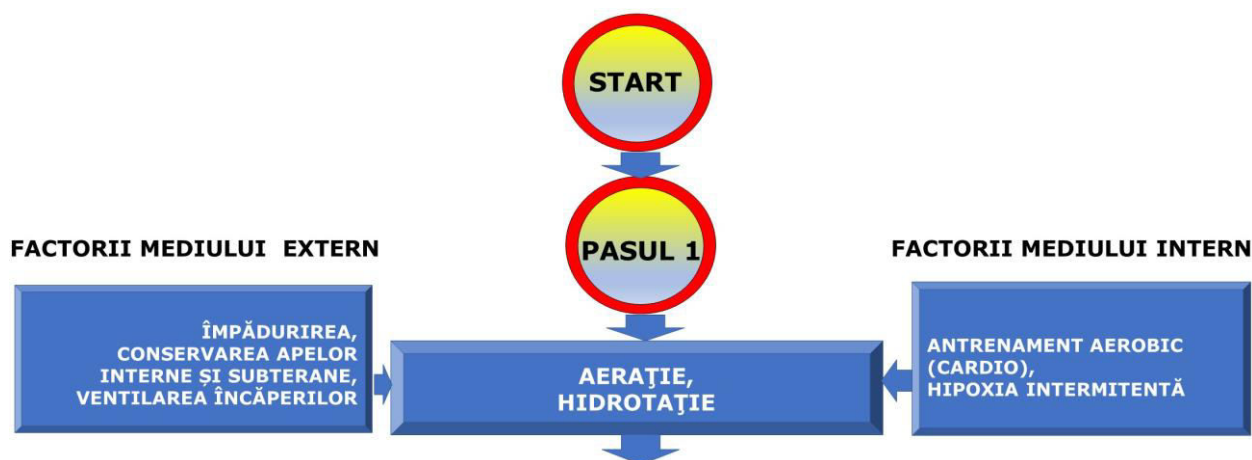 START
PASUL 1
FACTORII MEDIULUI EXTERN
FACTORII MEDIULUI INTERN
ÎMPĂDURIREA,
CONSERVAREA APELOR
INTERNE ȘI SUBTERANE,
VENTILAREA ÎNCĂPERILOR
AERAŢIE,
HIDROTAŢIE
ANTRENAMENT AEROBIC
(CARDIO),
HIPOXIA INTERMITENTĂ